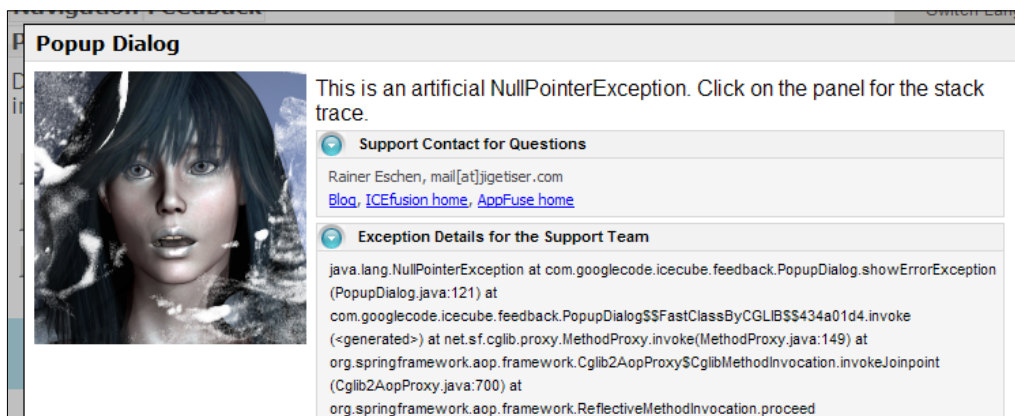 Navigation Feedback
Switch Lang
Popup Dialog
This is an artificial NullPointerException. Click on the panel for the stack
trace.
Support Contact for Questions
Rainer Eschen, mail[at]jigetiser.com
Blog, ICEfusion home, AppFuse home
Exception Details for the Support Team
java.lang.NullPointerException at com.googlecode.icecube.feedback.PopupDialog.showErrorException
(PopupDialog.java:121) at
com.googlecode.icecube.feedback.PopupDialog$$FastClassByCGLIB$$434a01d4.invoke
(<generated>) at net.sf.cglib.proxy.MethodProxy.invoke(MethodProxy.java:149) at
org.springframework.aop.framework.Cglib2AopProxy$CglibMethodInvocation.invokeJoinpoint
(Cglib2AopProxy.java:700) at
org.springframework.aop.framework.ReflectiveMethodInvocation.proceed